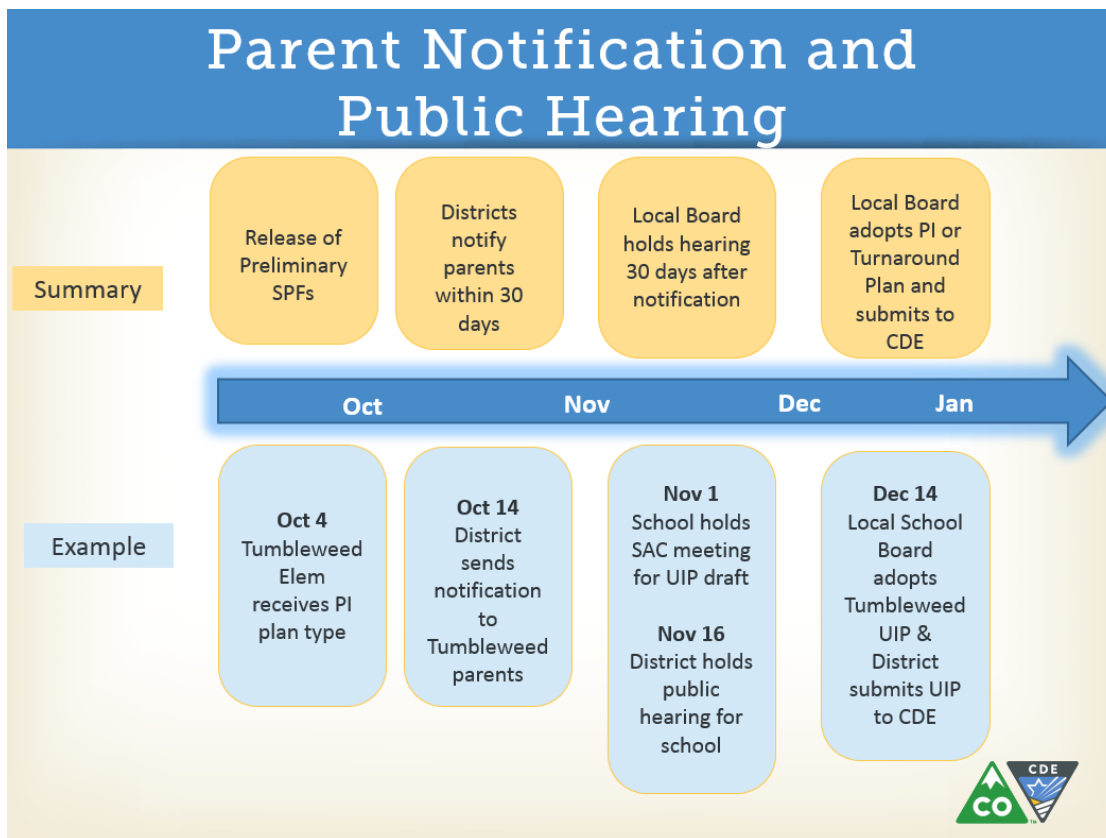 Parent Notification and
Public Hearing
Summary
Release of
Preliminary
SPFs
Districts
notify
parents
within 30
days
Local Board
holds hearing
30 days after
notification
Local Board
adopts PI or
Turnaround
Plan and
submits to
CDE
Oct
Nov
Dec
Jan
Example
Oct 4
Tumbleweed
Elem
receives PI
plan type
Oct 14
District
sends
notification
to
Tumbleweed
parents
Nov 1
School holds
SAC meeting
for UIP draft
Nov 16
District holds
public
hearing for
school
Dec 14
Local School
Board
adopts
Tumbleweed
UIP &
District
submits UIP
to CDE
CO
CDE
TM